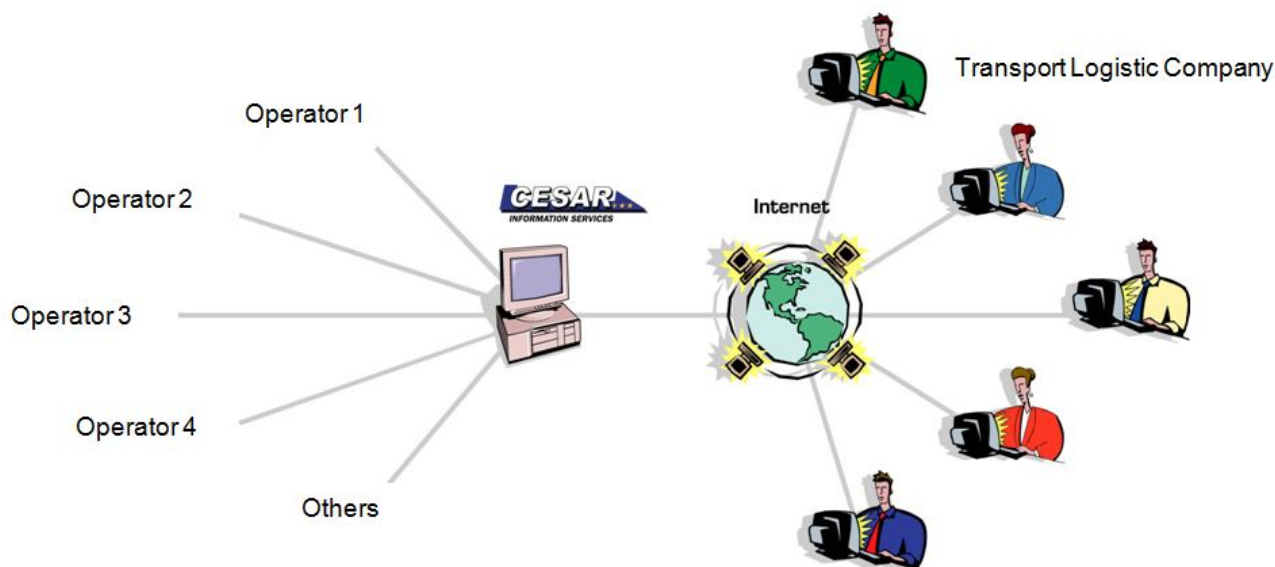 Transport Logistic Company
Operator 1
Operator 2
CESAR
INFORMATION SERVICES
Internet
Operator 3
Operator 4
Others